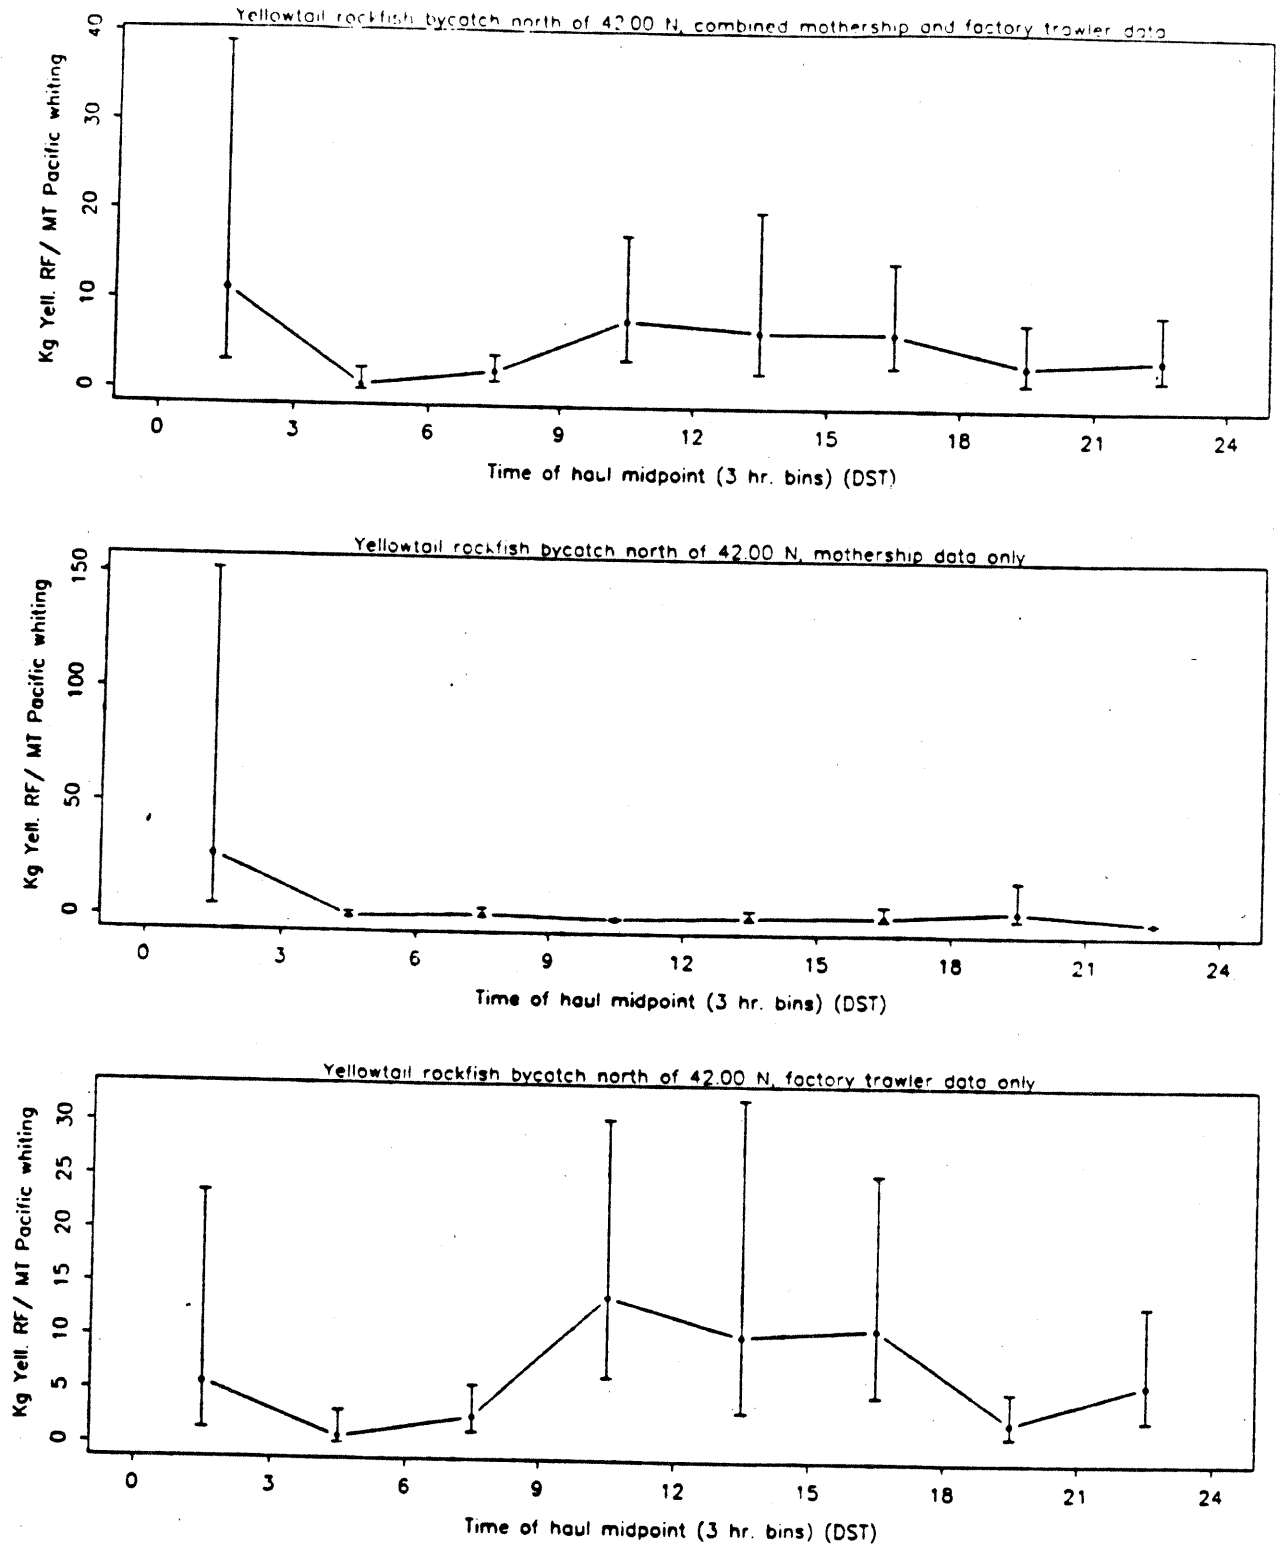 Yellowtail rockfish bycatch north of 42.00 N, combined mothership and factory trawler data
Kg Yell. RF/ MT Pacific whiting
40
30
20
10
0
0 3 6 9 12 15 18 21 24
Time of haul midpoint (3 hr. bins) (DST)
Yellowtail rockfish bycatch north of 42.00 N, mothership data only
Kg Yell. RF/ MT Pacific whiting
150
100
50
0
0 3 6 9 12 15 18 21 24
Time of haul midpoint (3 hr. bins) (DST)
Yellowtail rockfish bycatch north of 42.00 N, factory trawler data only
Kg Yell. RF/ MT Pacific whiting
30
25
20
15
10
5
0
0 3 6 9 12 15 18 21 24
Time of haul midpoint (3 hr. bins) (DST)